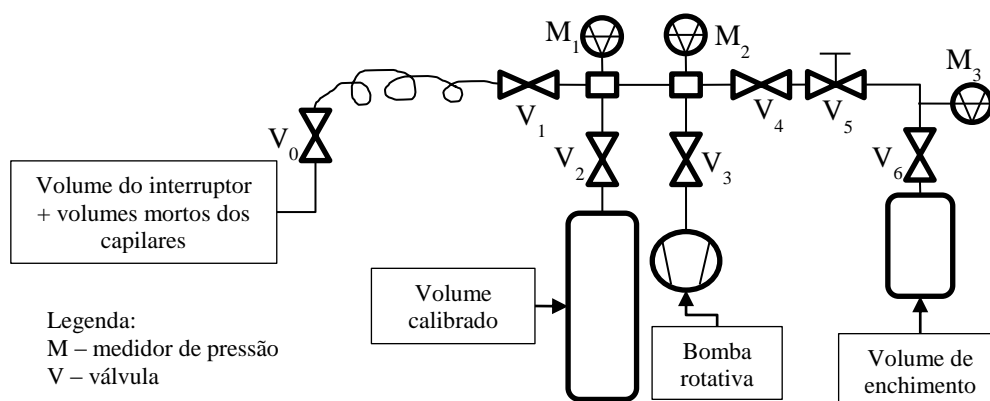 M₁
M₂
M₃
V₀
V₁
V₂
V₃
V₄
V₅
V₆
Volume do interruptor
+ volumes mortos dos
capilares
Volume
calibrado
Bomba
rotativa
Volume de
enchimento
Legenda:
M – medidor de pressão
V – válvula